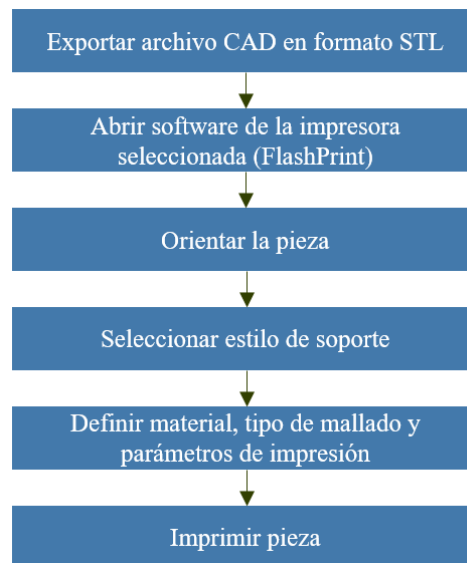 Exportar archivo CAD en formato STL
Abrir software de la impresora
seleccionada (FlashPrint)
Orientar la pieza
Seleccionar estilo de soporte
Definir material, tipo de mallado y
parámetros de impresión
Imprimir pieza